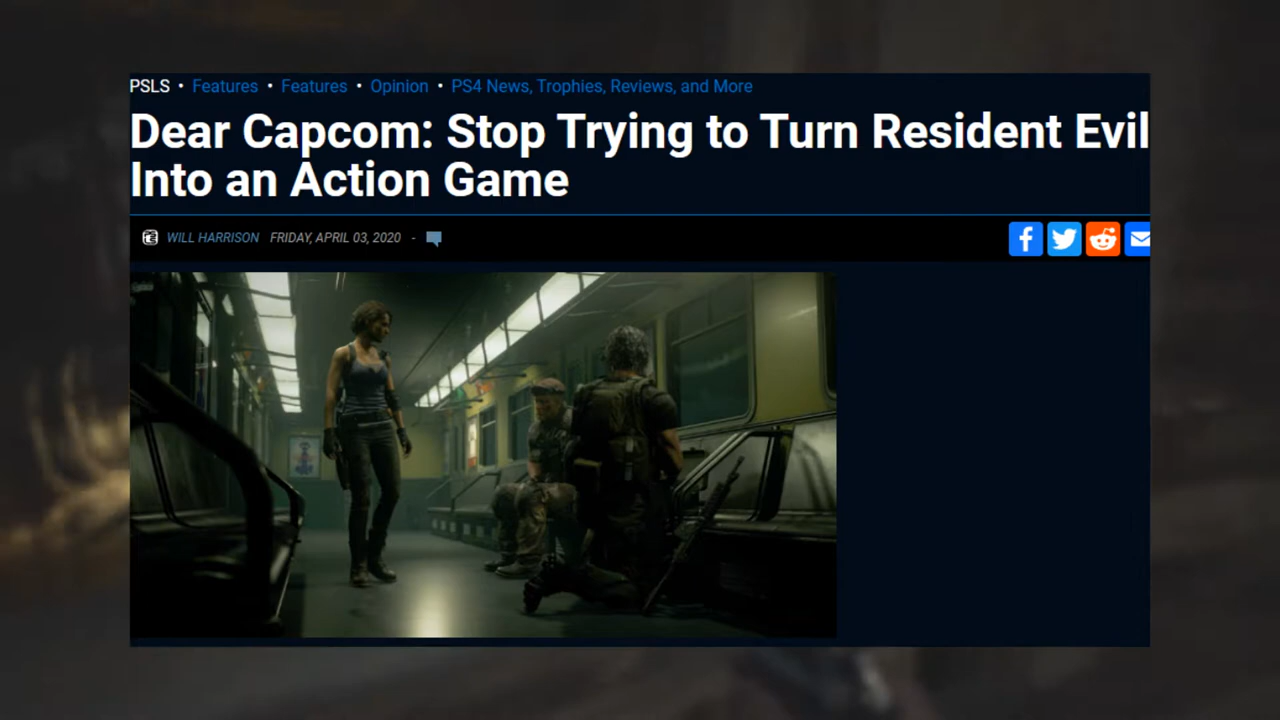 PSLS • Features • Features • Opinion • PS4 News, Trophies, Reviews, and More
Dear Capcom: Stop Trying to Turn Resident Evil
Into an Action Game
WILL HARRISON FRIDAY, APRIL 03, 2020 -